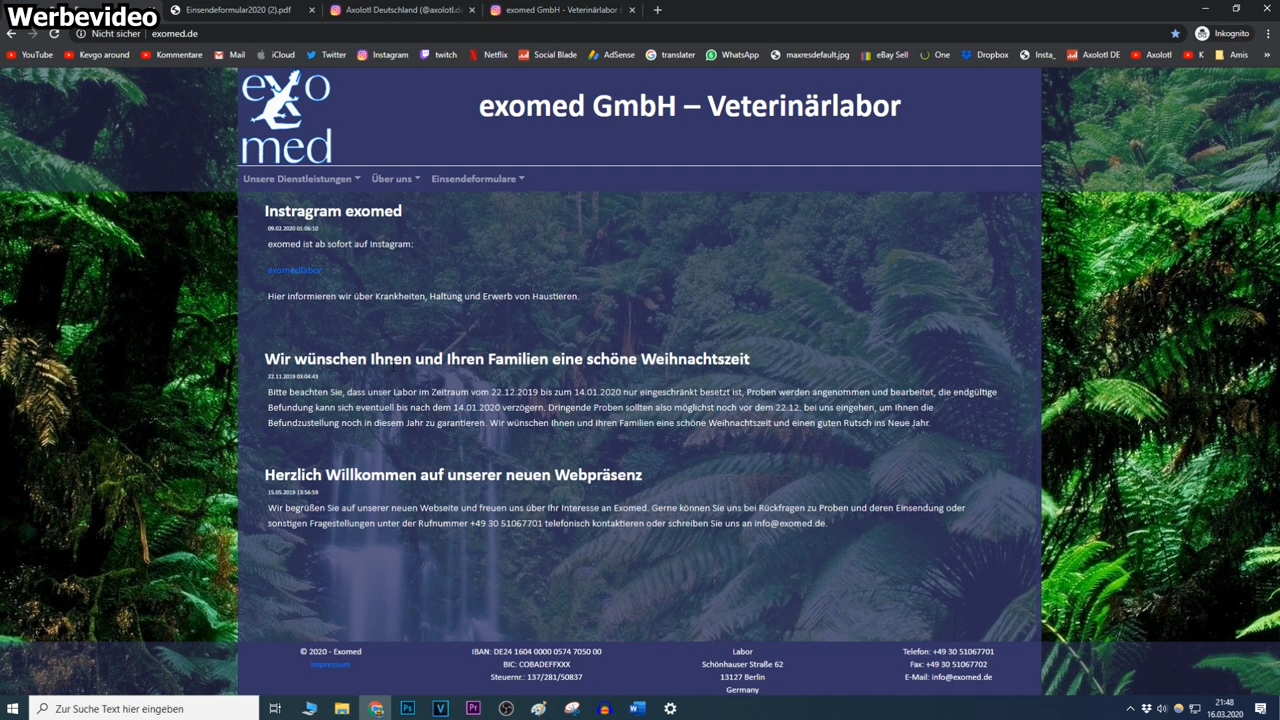 Werbevideo
Einsendeformular2020 (2).pdf
Axolotl Deutschland (@axolotl.de
exomed GmbH – Veterinärlabor
Nicht sicher | exomed.de
Inkognito
YouTube Kevgo around Kommentare Mail iCloud Twitter Instagram twitch Netflix Social Blade AdSense translater WhatsApp maxresdefault.jpg eBay Sell One Dropbox Insta_ Axolotl DE Axolotl K Amis »
exo
med
exomed GmbH – Veterinärlabor
Unsere Dienstleistungen Über uns Einsendeformulare
Instragram exomed
09.02.2020 01:06:10
exomed ist ab sofort auf Instagram:
exomedlabor
Hier informieren wir über Krankheiten, Haltung und Erwerb von Haustieren.
Wir wünschen Ihnen und Ihren Familien eine schöne Weihnachtszeit
22.11.2019 03:04:43
Bitte beachten Sie, dass unser Labor im Zeitraum vom 22.12.2019 bis zum 14.01.2020 nur eingeschränkt besetzt ist, Proben werden angenommen und bearbeitet, die endgültige
Befundung kann sich eventuell bis nach dem 14.01.2020 verzögern. Dringende Proben sollten also möglichst noch vor dem 22.12. bei uns eingehen, um Ihnen die
Befundzustellung noch in diesem Jahr zu garantieren. Wir wünschen Ihnen und Ihren Familien eine schöne Weihnachtszeit und einen guten Rutsch ins Neue Jahr.
Herzlich Willkommen auf unserer neuen Webpräsenz
15.05.2019 13:56:59
Wir begrüßen Sie auf unserer neuen Webseite und freuen uns über Ihr Interesse an Exomed. Gerne können Sie uns bei Rückfragen zu Proben und deren Einsendung oder
sonstigen Fragestellungen unter der Rufnummer +49 30 51067701 telefonisch kontaktieren oder schreiben Sie uns an info@exomed.de.
© 2020 - Exomed
Impressum
IBAN: DE24 1604 0000 0574 7050 00
BIC: COBADEFFXXX
Steuernr.: 137/281/50837
Labor
Schönhauser Straße 62
13127 Berlin
Germany
Telefon: +49 30 51067701
Fax: +49 30 51067702
E-Mail: info@exomed.de
Zur Suche Text hier eingeben
21:48
16.03.2020